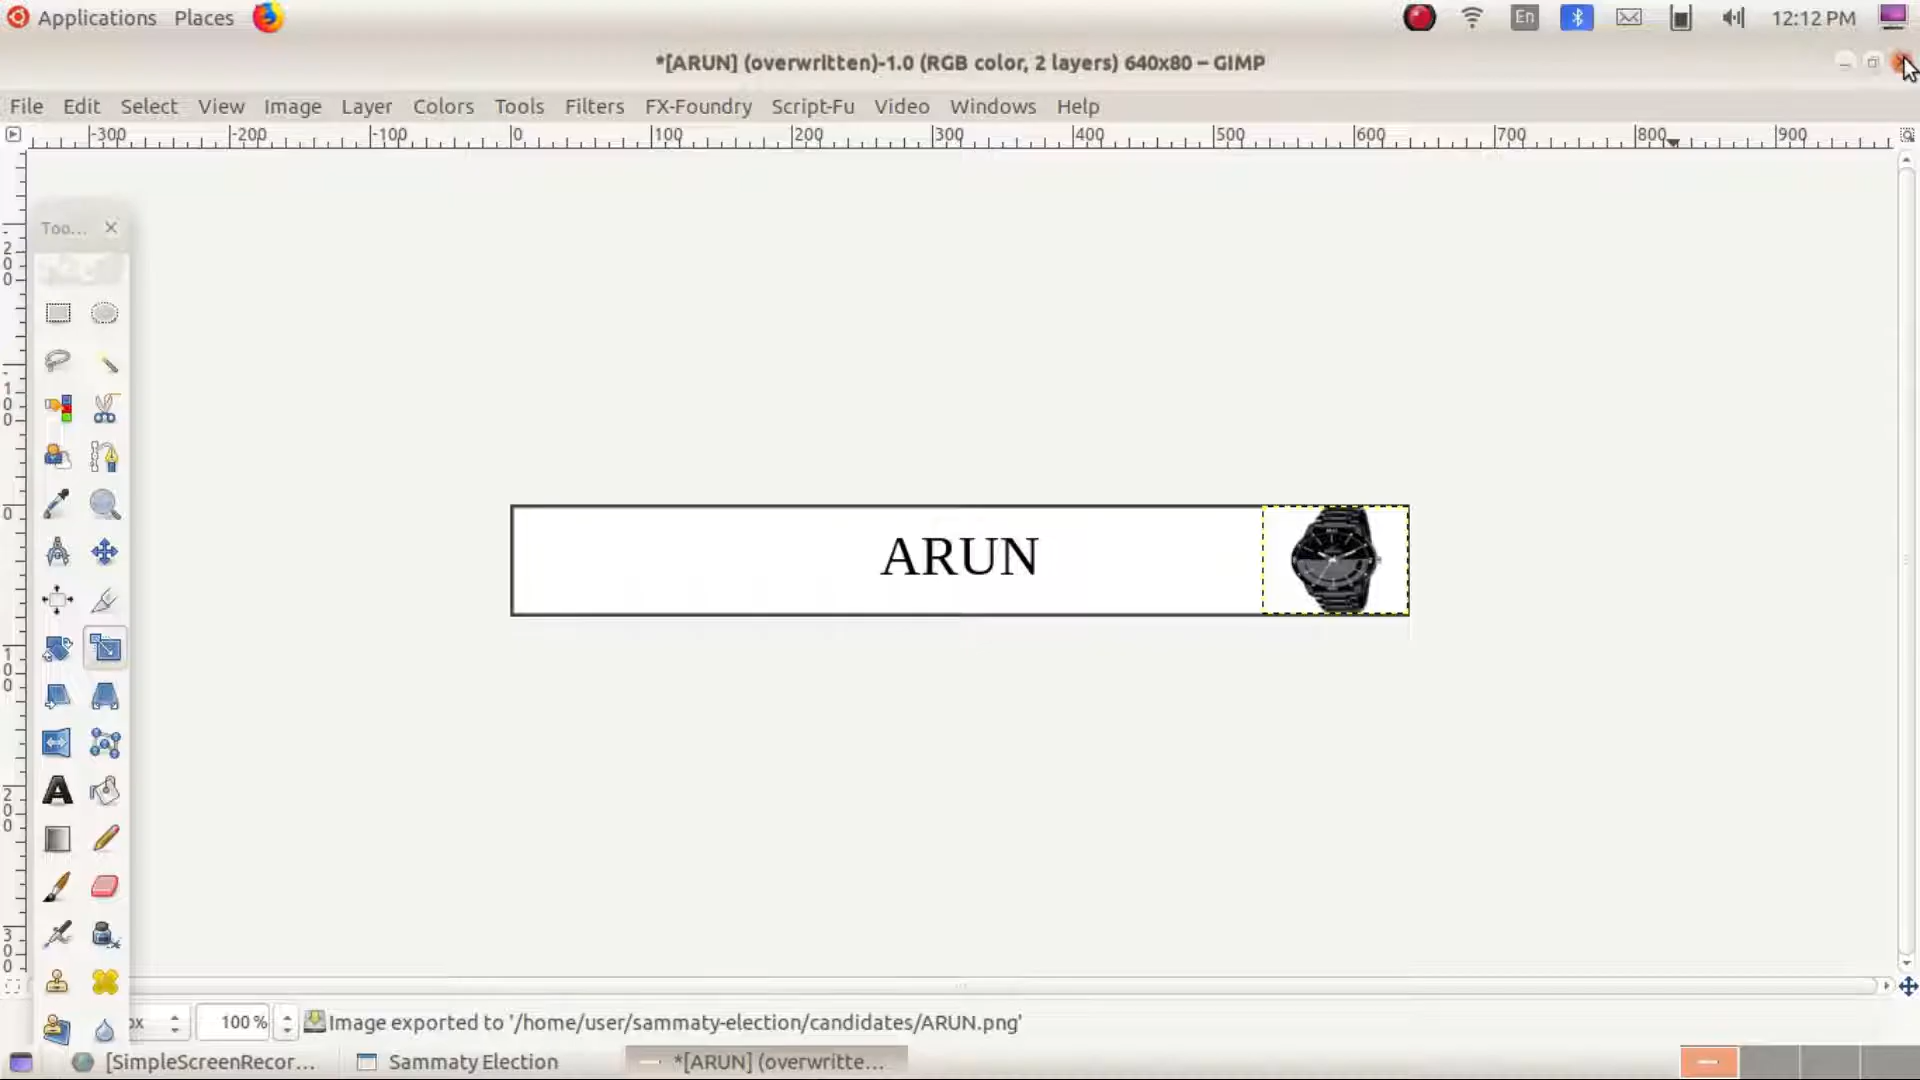 Applications Places En 12:12 PM
*[ARUN] (overwritten)-1.0 (RGB color, 2 layers) 640x80 – GIMP
File Edit Select View Image Layer Colors Tools Filters FX-Foundry Script-Fu Video Windows Help
-300 -200 -100 0 100 200 300 400 500 600 700 800 900
Too...
ARUN
px 100% Image exported to '/home/user/sammaty-election/candidates/ARUN.png'
[SimpleScreenRecor... Sammaty Election *[ARUN] (overwritte...